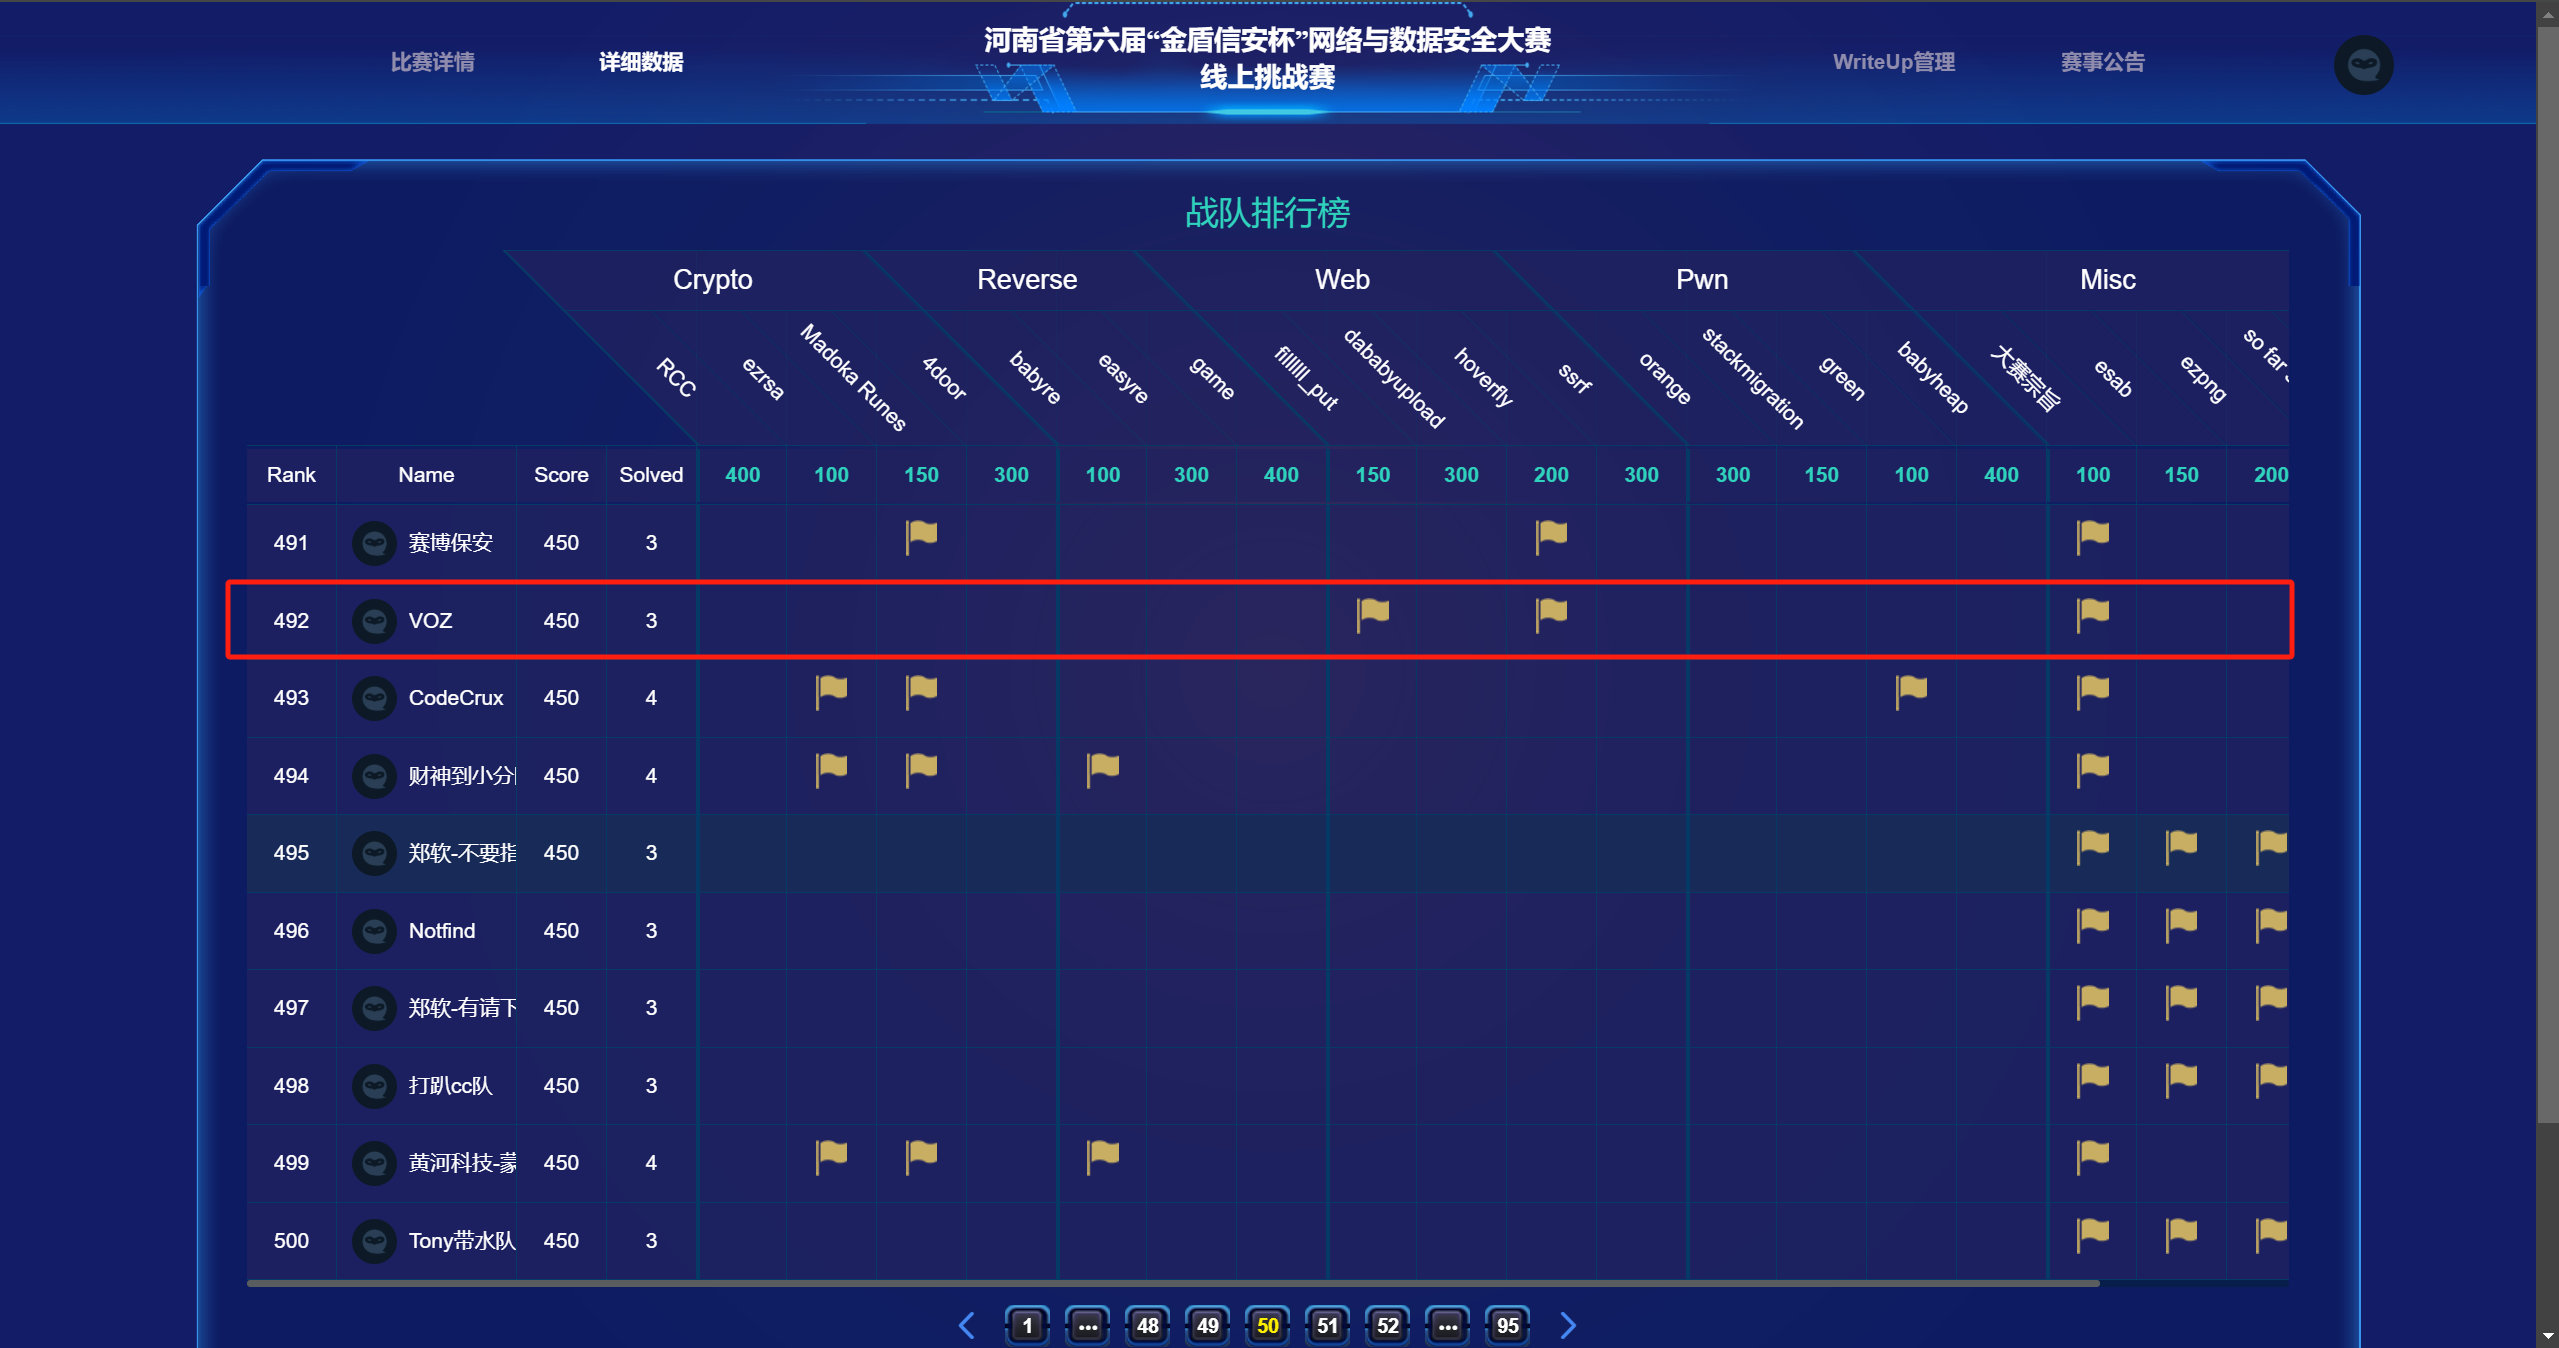 比赛详情
详细数据
河南省第六届“金盾信安杯”网络与数据安全大赛
线上挑战赛
WriteUp管理
赛事公告
战队排行榜
Crypto Reverse Web Pwn Misc
RCC ezrsa Madoka Runes 4door babyre easyre game dababyupload hoverfly ssrf orange stackmigration green babyheap 大赛宗旨 esab ezpng so far
Rank Name Score Solved 400 100 150 300 100 300 400 150 300 200 300 300 150 100 400 100 150 200
491 赛博保安 450 3
492 VOZ 450 3
493 CodeCrux 450 4
494 财神到小分 450 4
495 郑软-不要指 450 3
496 Notfind 450 3
497 郑软-有请下 450 3
498 打趴cc队 450 3
499 黄河科技-蒙 450 4
500 Tony带水队 450 3
1 ... 48 49 50 51 52 ... 95